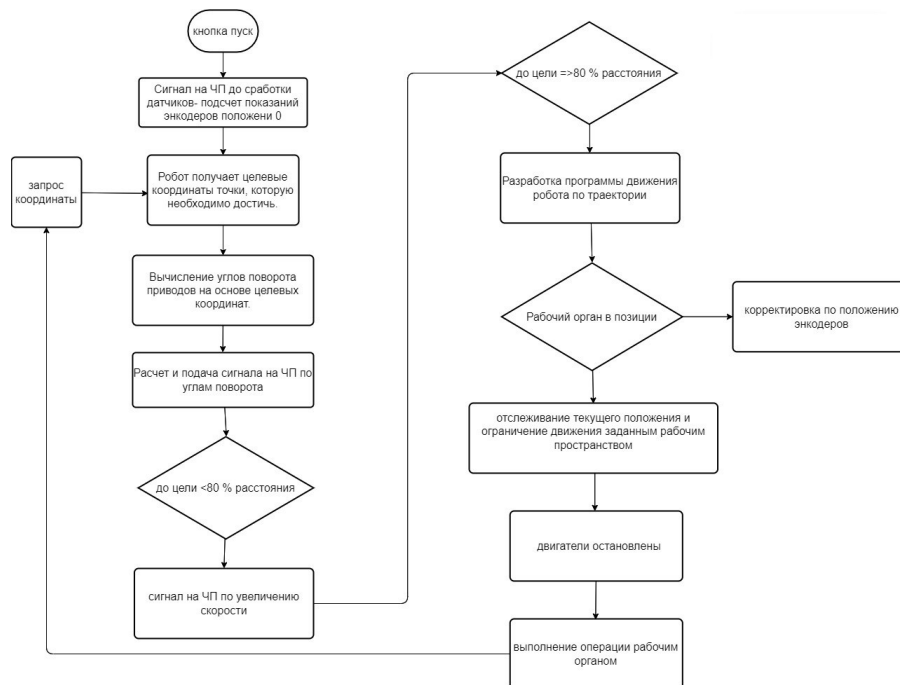 кнопка пуск
Сигнал на ЧП до сработки
датчиков- подсчет показаний
энкодеров положени 0
запрос
координаты
Робот получает целевые
координаты точки, которую
необходимо достичь.
Вычисление углов поворота
приводов на основе целевых
координат.
Расчет и подача сигнала на ЧП по
углам поворота
до цели <80 % расстояния
сигнал на ЧП по увеличению
скорости
до цели =>80 % расстояния
Разработка программы движения
робота по траектории
Рабочий орган в позиции
корректировка по положению
энкодеров
отслеживание текущего положения и
ограничение движения заданным рабочим
пространством
двигатели остановлены
выполнение операции рабочим
органом